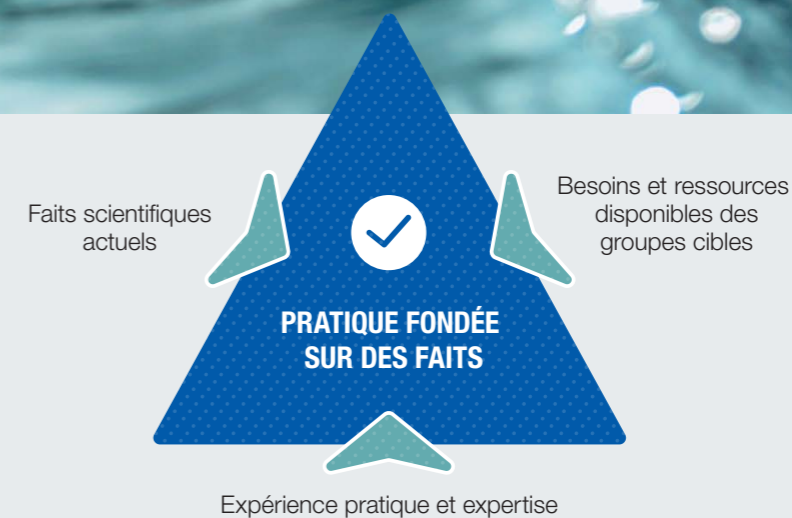 Faits scientifiques
actuels
Besoins et ressources
disponibles des
groupes cibles
PRATIQUE FONDÉE
SUR DES FAITS
Expérience pratique et expertise